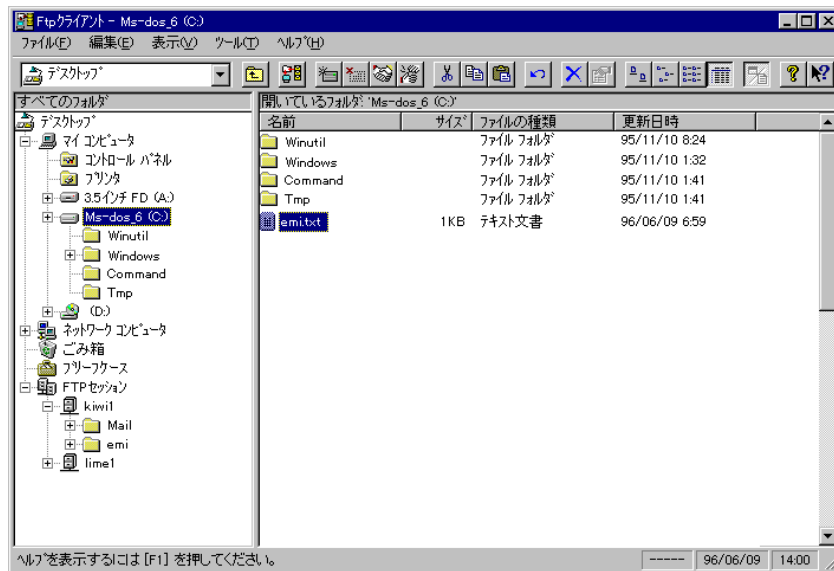 Ftpクライアント - Ms-dos_6 (C:)
ファイル(F) 編集(E) 表示(V) ツール(T) ヘルプ(H)
デスクトップ
すべてのフォルダ
開いているフォルダ: 'Ms-dos_6 (C:)'
デスクトップ
マイ コンピュータ
コントロール パネル
プリンタ
3.5インチ FD (A:)
Ms-dos_6 (C:)
Winutil
Windows
Command
Tmp
(D:)
ネットワーク コンピュータ
ごみ箱
ブリーフケース
FTPセッション
kiwi1
Mail
emi
lime1
名前 サイズ ファイルの種類 更新日時
Winutil ファイル フォルダ 95/11/10 8:24
Windows ファイル フォルダ 95/11/10 1:32
Command ファイル フォルダ 95/11/10 1:41
Tmp ファイル フォルダ 95/11/10 1:41
emi.txt 1KB テキスト文書 96/06/09 6:59
ヘルプを表示するには [F1] を押してください。 ----- 96/06/09 14:00